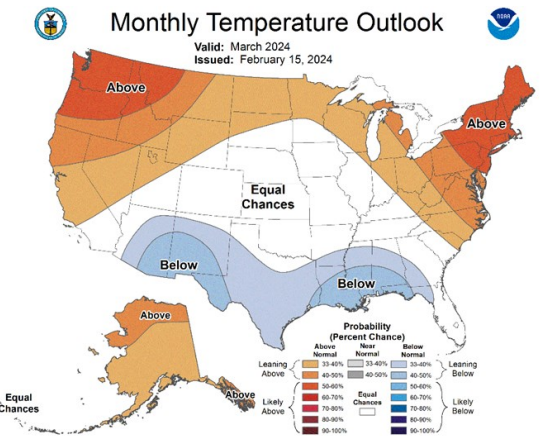 Monthly Temperature Outlook
Valid: March 2024
Issued: February 15, 2024
NOAA
Above
Above
Equal
Chances
Below
Below
Above
Above
Equal
Chances
Probability
(Percent Chance)
Above
Normal
Near
Normal
Below
Normal
Leaning
Above
Likely
Above
33-40%
40-50%
50-60%
60-70%
70-80%
80-90%
90-100%
33-40%
40-50%
Equal
Chances
33-40%
40-50%
50-60%
60-70%
70-80%
80-90%
90-100%
Leaning
Below
Likely
Below